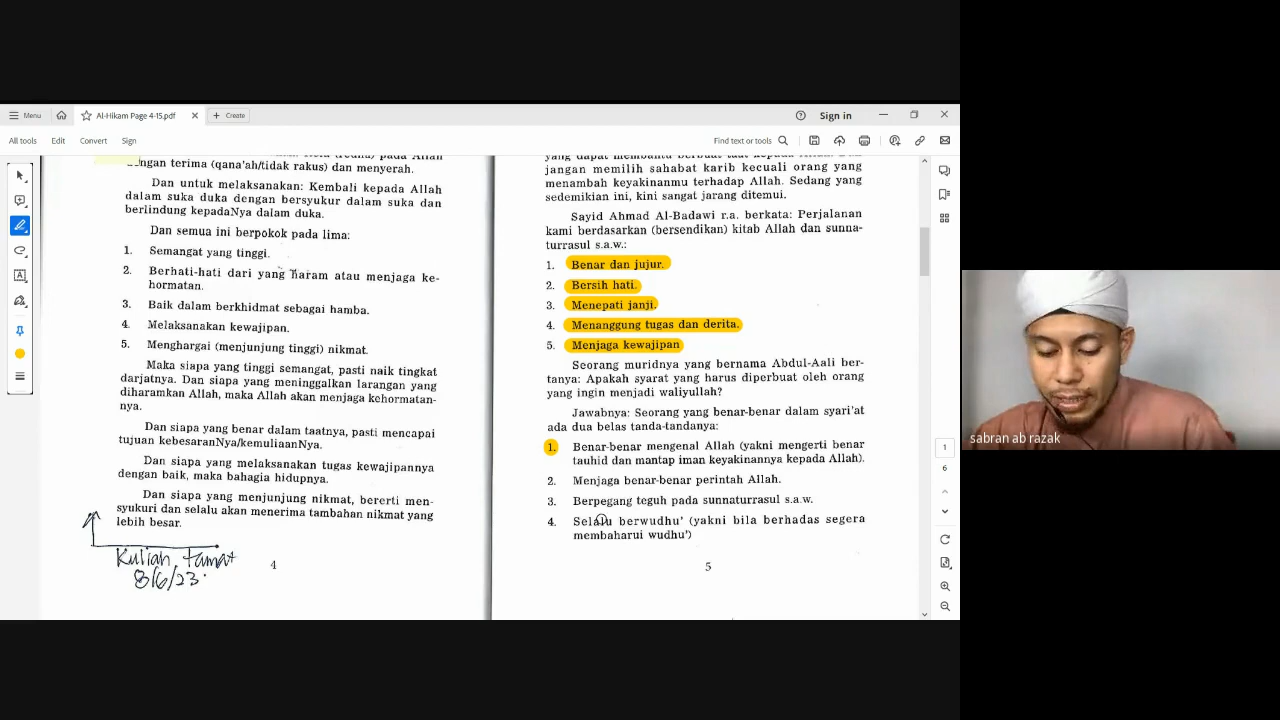 Menu
Al-Hikam Page 4-15.pdf
Create
Sign in
All tools Edit Convert Sign
Find text or tools
terima (qana'ah/tidak rakus) dan menyerah.
Dan untuk melaksanakan: Kembali kepada Allah
dalam suka duka dengan bersyukur dalam suka dan
berlindung kepadaNya dalam duka.
Dan semua ini berpokok pada lima:
1. Semangat yang tinggi.
2. Berhati-hati dari yang haram atau menjaga ke-
hormatan.
3. Baik dalam berkhidmat sebagai hamba.
4. Melaksanakan kewajipan.
5. Menghargai (menjunjung tinggi) nikmat.
Maka siapa yang tinggi semangat, pasti naik tingkat
darjatnya. Dan siapa yang meninggalkan larangan yang
diharamkan Allah, maka Allah akan menjaga kehormatan-
nya.
Dan siapa yang benar dalam taatnya, pasti mencapai
tujuan kebesaranNya/kemuliaanNya.
Dan siapa yang melaksanakan tugas kewajipannya
dengan baik, maka bahagia hidupnya.
Dan siapa yang menjunjung nikmat, bererti men-
syukuri dan selalu akan menerima tambahan nikmat yang
lebih besar.
Kuliah tamat
8/6/23.
4
yang dapat membantu berbuat taat kepada
jangan memilih sahabat karib kecuali orang yang
menambah keyakinanmu terhadap Allah. Sedang yang
sedemikian ini, kini sangat jarang ditemui.
Sayid Ahmad Al-Badawi r.a. berkata: Perjalanan
kami berdasarkan (bersendikan) kitab Allah dan sunna-
turrasul s.a.w.:
1. Benar dan jujur.
2. Bersih hati.
3. Menepati janji.
4. Menanggung tugas dan derita.
5. Menjaga kewajipan
Seorang muridnya yang bernama Abdul-Aali ber-
tanya: Apakah syarat yang harus diperbuat oleh orang
yang ingin menjadi waliyullah?
Jawabnya: Seorang yang benar-benar dalam syari'at
ada dua belas tanda-tandanya:
1. Benar-benar mengenal Allah (yakni mengerti benar
tauhid dan mantap iman keyakinannya kepada Allah).
2. Menjaga benar-benar perintah Allah.
3. Berpegang teguh pada sunnaturrasul s.a.w.
4. Selalu berwudhu' (yakni bila berhadas segera
membaharui wudhu')
5
1
6
sabran ab razak